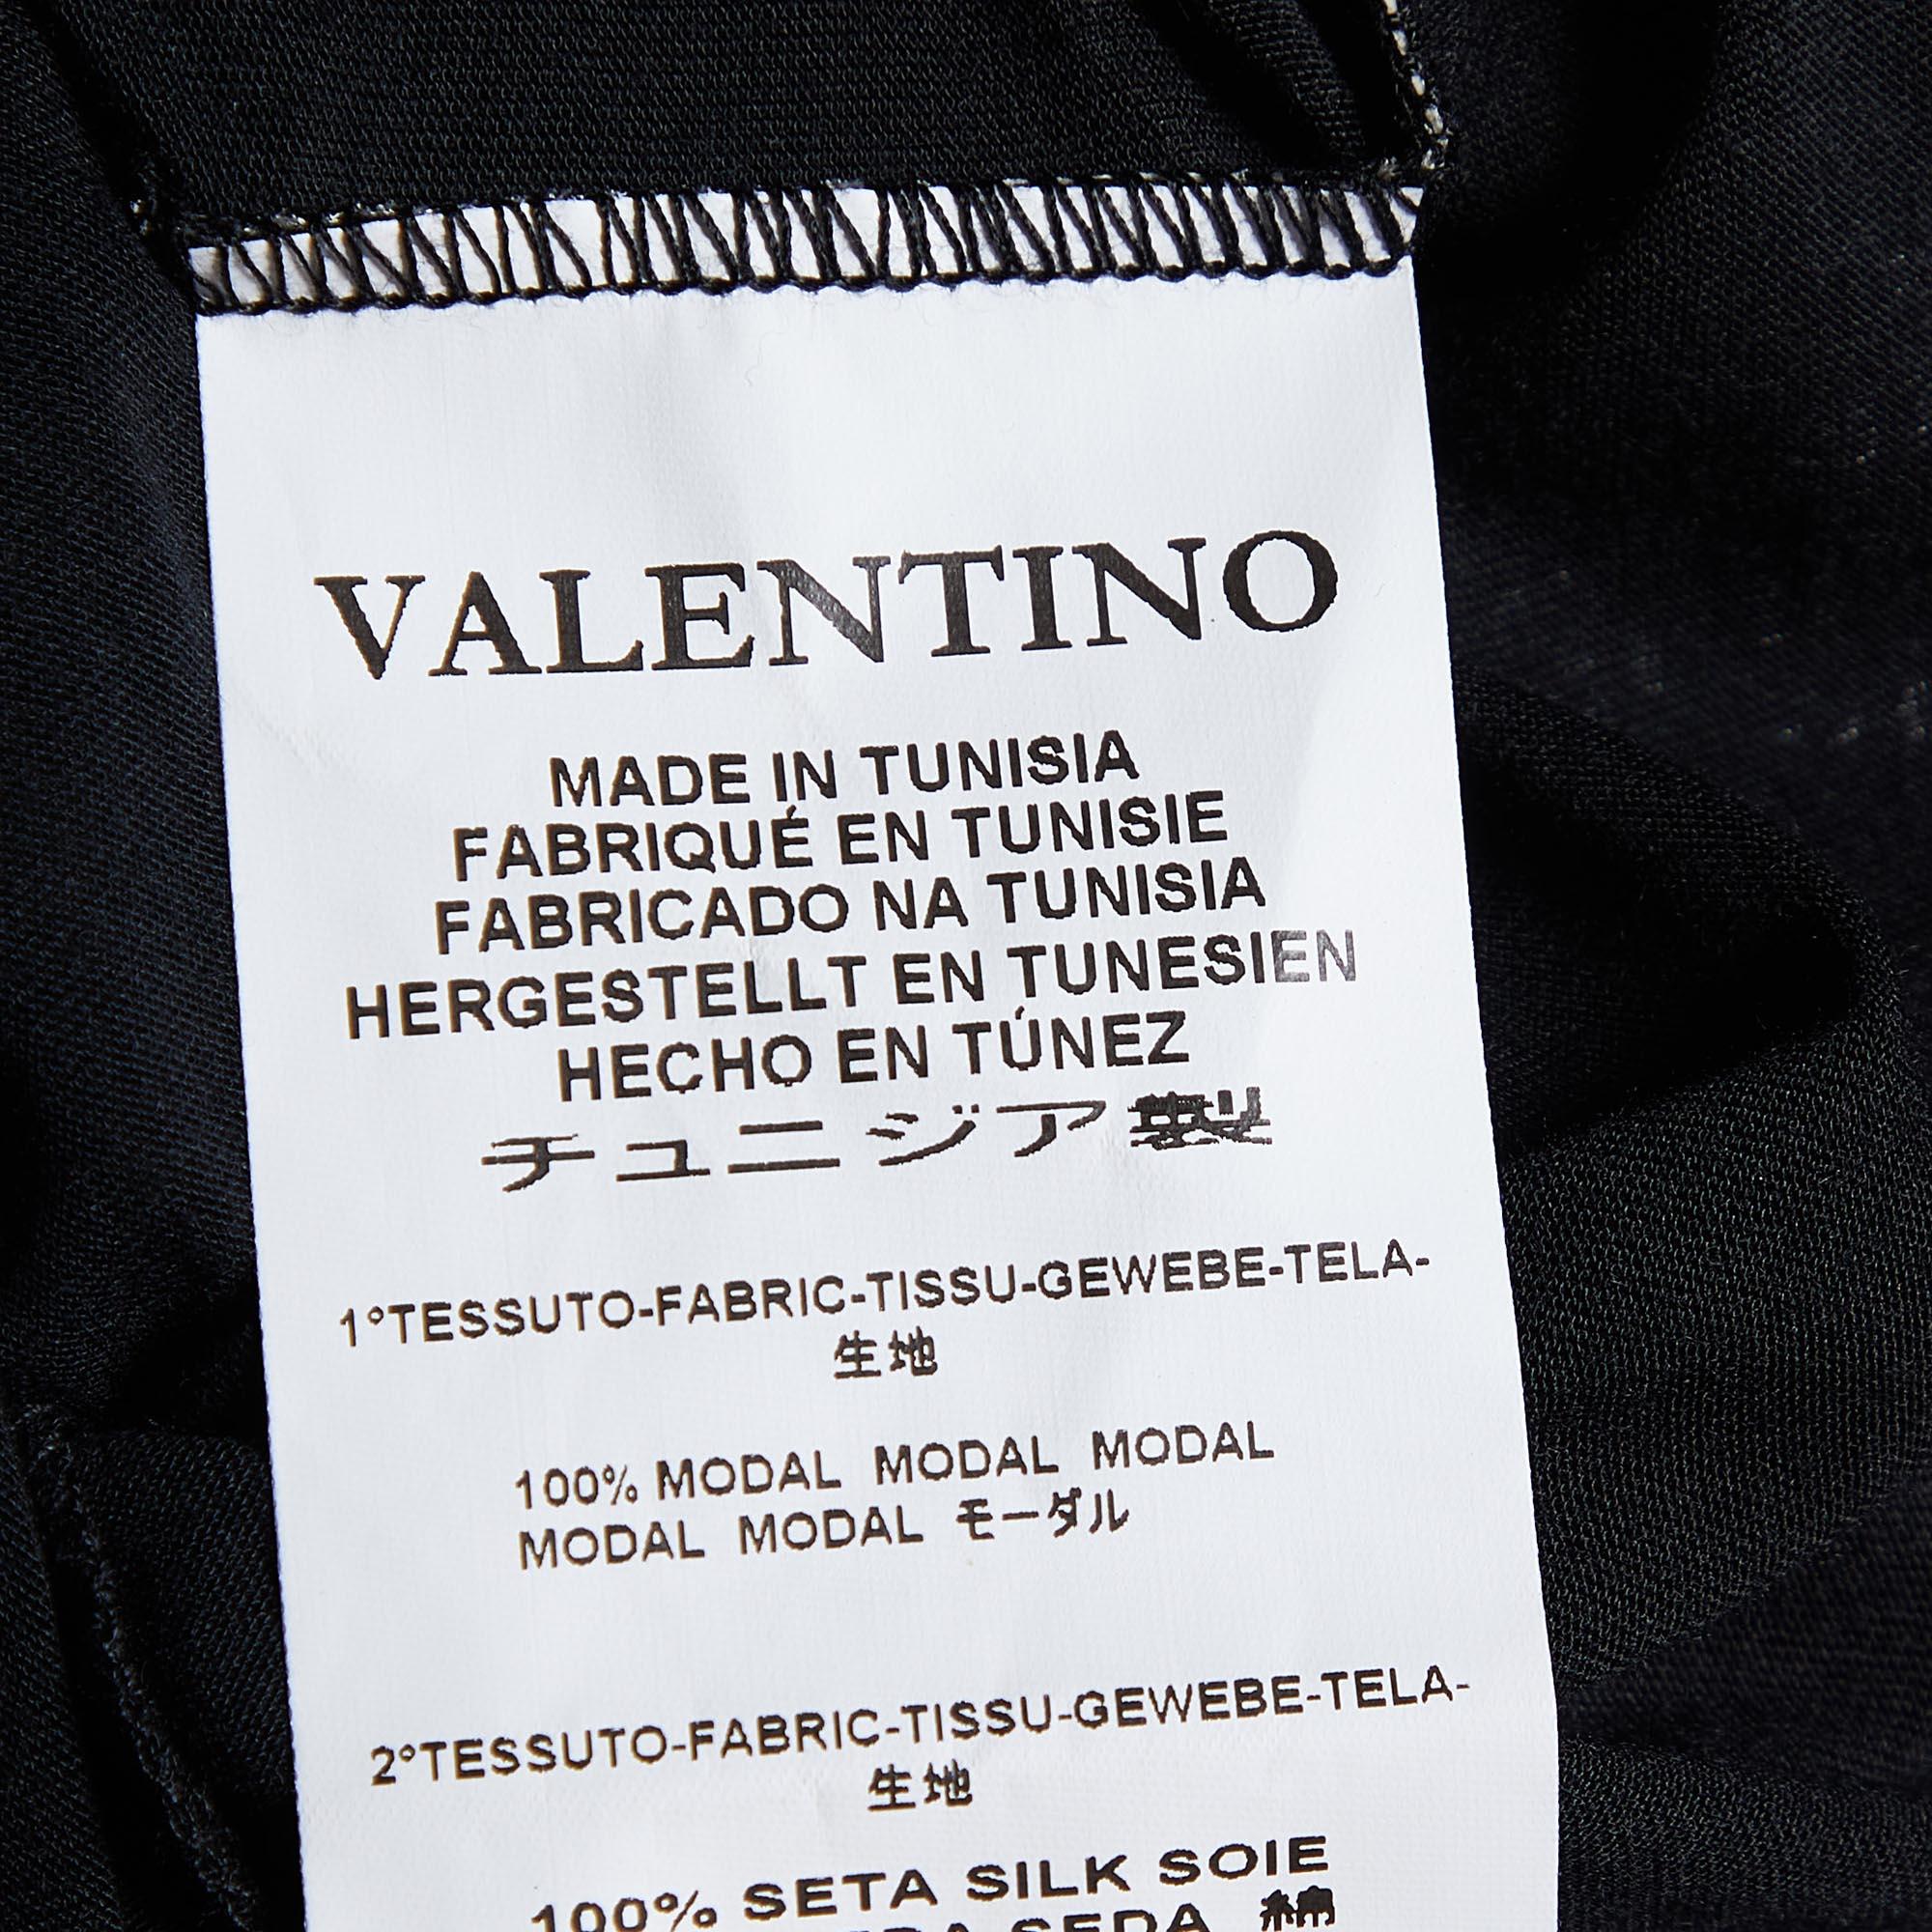 VALENTINO
MADE IN TUNISIA
FABRIQUÉ EN TUNISIE
FABRICADO NA TUNISIA
HERGESTELLT EN TUNESIEN
HECHO EN TÚNEZ
チュニジア製
1°TESSUTO-FABRIC-TISSU-GEWEBE-TELA-
生地
100% MODAL MODAL MODAL
MODAL MODAL モーダル
2°TESSUTO-FABRIC-TISSU-GEWEBE-TELA-
生地
100% SETA SILK SOIE
SEDA